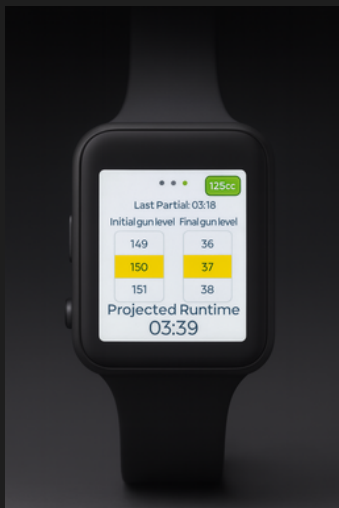 125cc
Last Partial: 03:18
Initial gun level Final gun level
149 36
150 37
151 38
Projected Runtime
03:39